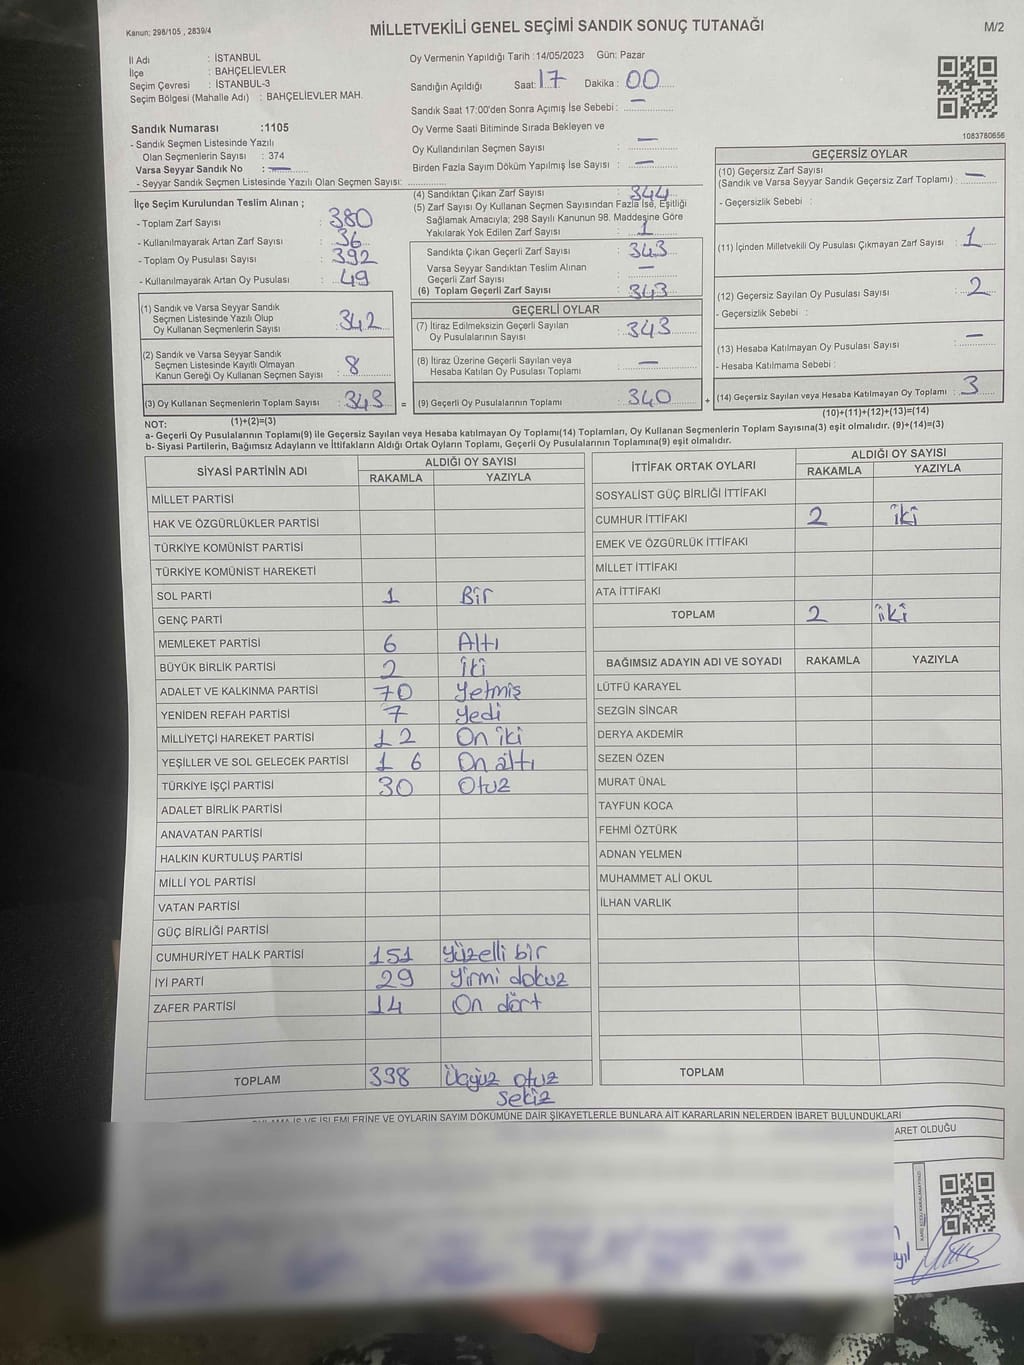 Kanun; 298/105 , 2839/4
MİLLETVEKİLİ GENEL SEÇİMİ SANDIK SONUÇ TUTANAĞI
M/2
İl Adı : İSTANBUL
İlçe : BAHÇELİEVLER
Seçim Çevresi : İSTANBUL-3
Seçim Bölgesi (Mahalle Adı) : BAHÇELİEVLER MAH.
Sandık Numarası :1105
- Sandık Seçmen Listesinde Yazılı
Olan Seçmenlerin Sayısı : 374
Varsa Seyyar Sandık No : —
- Seyyar Sandık Seçmen Listesinde Yazılı Olan Seçmen Sayısı:
Oy Vermenin Yapıldığı Tarih :14/05/2023 Gün: Pazar
Sandığın Açıldığı Saat: 17 Dakika : 00
Sandık Saat 17:00'den Sonra Açımış İse Sebebi : —
Oy Verme Saati Bitiminde Sırada Bekleyen ve
Oy Kullandırılan Seçmen Sayısı : —
Birden Fazla Sayım Döküm Yapılmış İse Sayısı : —
1083780656
İlçe Seçim Kurulundan Teslim Alınan ;
- Toplam Zarf Sayısı : 380
- Kullanılmayarak Artan Zarf Sayısı : 36
- Toplam Oy Pusulası Sayısı : 392
- Kullanılmayarak Artan Oy Pusulası : 49
(1) Sandık ve Varsa Seyyar Sandık
Seçmen Listesinde Yazılı Olup
Oy Kullanan Seçmenlerin Sayısı : 342
(2) Sandık ve Varsa Seyyar Sandık
Seçmen Listesinde Kayıtlı Olmayan
Kanun Gereği Oy Kullanan Seçmen Sayısı : 8
(3) Oy Kullanan Seçmenlerin Toplam Sayısı : 343 =
(1)+(2)=(3)
(4) Sandıktan Çıkan Zarf Sayısı : 344
(5) Zarf Sayısı Oy Kullanan Seçmen Sayısından Fazla İse, Eşitliği
Sağlamak Amacıyla; 298 Sayılı Kanunun 98. Maddesine Göre
Yakılarak Yok Edilen Zarf Sayısı : 1
Sandıkta Çıkan Geçerli Zarf Sayısı : 343
Varsa Seyyar Sandıktan Teslim Alınan
Geçerli Zarf Sayısı : —
(6) Toplam Geçerli Zarf Sayısı : 343
GEÇERLİ OYLAR
(7) İtiraz Edilmeksizin Geçerli Sayılan
Oy Pusulalarının Sayısı : 343
(8) İtiraz Üzerine Geçerli Sayılan veya
Hesaba Katılan Oy Pusulası Toplamı : —
(9) Geçerli Oy Pusulalarının Toplamı : 340 +
GEÇERSİZ OYLAR
(10) Geçersiz Zarf Sayısı
(Sandık ve Varsa Seyyar Sandık Geçersiz Zarf Toplamı) : —
- Geçersizlik Sebebi :
(11) İçinden Milletvekili Oy Pusulası Çıkmayan Zarf Sayısı : 1
(12) Geçersiz Sayılan Oy Pusulası Sayısı : 2
- Geçersizlik Sebebi :
(13) Hesaba Katılmayan Oy Pusulası Sayısı : —
- Hesaba Katılmama Sebebi :
(14) Geçersiz Sayılan veya Hesaba Katılmayan Oy Toplamı : 3
(10)+(11)+(12)+(13)=(14)
NOT:
a- Geçerli Oy Pusulalarının Toplamı(9) ile Geçersiz Sayılan veya Hesaba katılmayan Oy Toplamı(14) Toplamları, Oy Kullanan Seçmenlerin Toplam Sayısına(3) eşit olmalıdır. (9)+(14)=(3)
b- Siyasi Partilerin, Bağımsız Adayların ve İttifakların Aldığı Ortak Oyların Toplamı, Geçerli Oy Pusulalarının Toplamına(9) eşit olmalıdır.
SİYASİ PARTİNİN ADI ALDIĞI OY SAYISI
RAKAMLA YAZIYLA
MİLLET PARTİSİ
HAK VE ÖZGÜRLÜKLER PARTİSİ
TÜRKİYE KOMÜNİST PARTİSİ
TÜRKİYE KOMÜNİST HAREKETİ
SOL PARTİ 1 Bir
GENÇ PARTİ
MEMLEKET PARTİSİ 6 Altı
BÜYÜK BİRLİK PARTİSİ 2 İki
ADALET VE KALKINMA PARTİSİ 70 Yetmiş
YENİDEN REFAH PARTİSİ 7 Yedi
MİLLİYETÇİ HAREKET PARTİSİ 12 On iki
YEŞİLLER VE SOL GELECEK PARTİSİ 16 On altı
TÜRKİYE İŞÇİ PARTİSİ 30 Otuz
ADALET BİRLİK PARTİSİ
ANAVATAN PARTİSİ
HALKIN KURTULUŞ PARTİSİ
MİLLİ YOL PARTİSİ
VATAN PARTİSİ
GÜÇ BİRLİĞİ PARTİSİ
CUMHURİYET HALK PARTİSİ 151 Yüzelli bir
İYİ PARTİ 29 Yirmi dokuz
ZAFER PARTİSİ 14 On dört
TOPLAM 338 Üçyüz otuz
sekiz
İTTİFAK ORTAK OYLARI ALDIĞI OY SAYISI
RAKAMLA YAZIYLA
SOSYALİST GÜÇ BİRLİĞİ İTTİFAKI
CUMHUR İTTİFAKI 2 iki
EMEK VE ÖZGÜRLÜK İTTİFAKI
MİLLET İTTİFAKI
ATA İTTİFAKI
TOPLAM 2 iki
BAĞIMSIZ ADAYIN ADI VE SOYADI RAKAMLA YAZIYLA
LÜTFÜ KARAYEL
SEZGİN SİNCAR
DERYA AKDEMİR
SEZEN ÖZEN
MURAT ÜNAL
TAYFUN KOCA
FEHMİ ÖZTÜRK
ADNAN YELMEN
MUHAMMET ALİ OKUL
İLHAN VARLIK
TOPLAM
İŞ VE İŞLEMLERİNE VE OYLARIN SAYIM DÖKÜMÜNE DAİR ŞİKAYETLERLE BUNLARA AİT KARARLARIN NELERDEN İBARET BULUNDUKLARI
ARET OLDUĞU